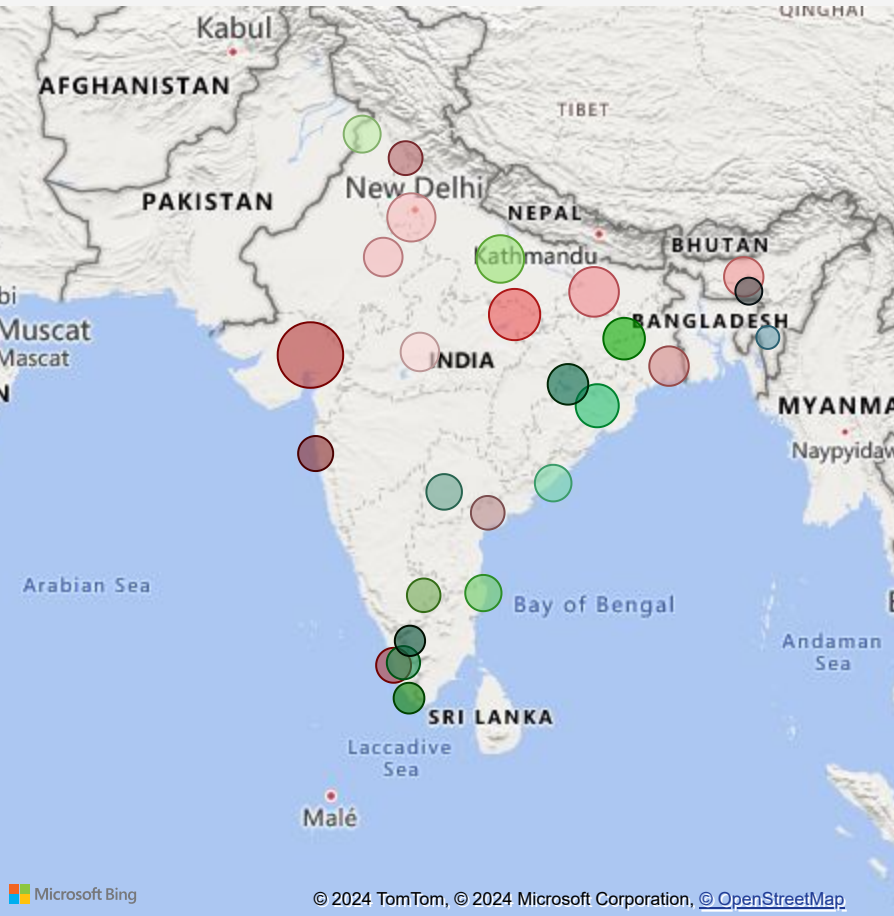 QINGHAI
Kabul
AFGHANISTAN
TIBET
New Delhi
PAKISTAN
NEPAL
BHUTAN
Kathmandu
bi
Muscat
Mascat
BANGLADESH
INDIA
N
MYANMA
Naypyidaw
Arabian Sea
Bay of Bengal
Andaman
Sea
SRI LANKA
Laccadive
Sea
Malé
Microsoft Bing
© 2024 TomTom, © 2024 Microsoft Corporation, © OpenStreetMap